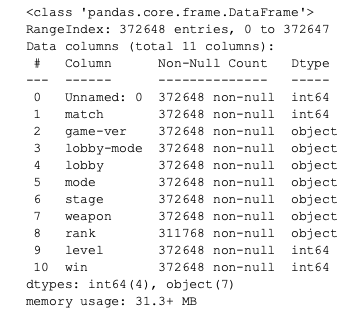 <class 'pandas.core.frame.DataFrame'>
RangeIndex: 372648 entries, 0 to 372647
Data columns (total 11 columns):
 #   Column      Non-Null Count   Dtype
---  ------      --------------   -----
 0   Unnamed: 0  372648 non-null  int64
 1   match       372648 non-null  int64
 2   game-ver    372648 non-null  object
 3   lobby-mode  372648 non-null  object
 4   lobby       372648 non-null  object
 5   mode        372648 non-null  object
 6   stage       372648 non-null  object
 7   weapon      372648 non-null  object
 8   rank        311768 non-null  object
 9   level       372648 non-null  int64
 10  win         372648 non-null  int64
dtypes: int64(4), object(7)
memory usage: 31.3+ MB